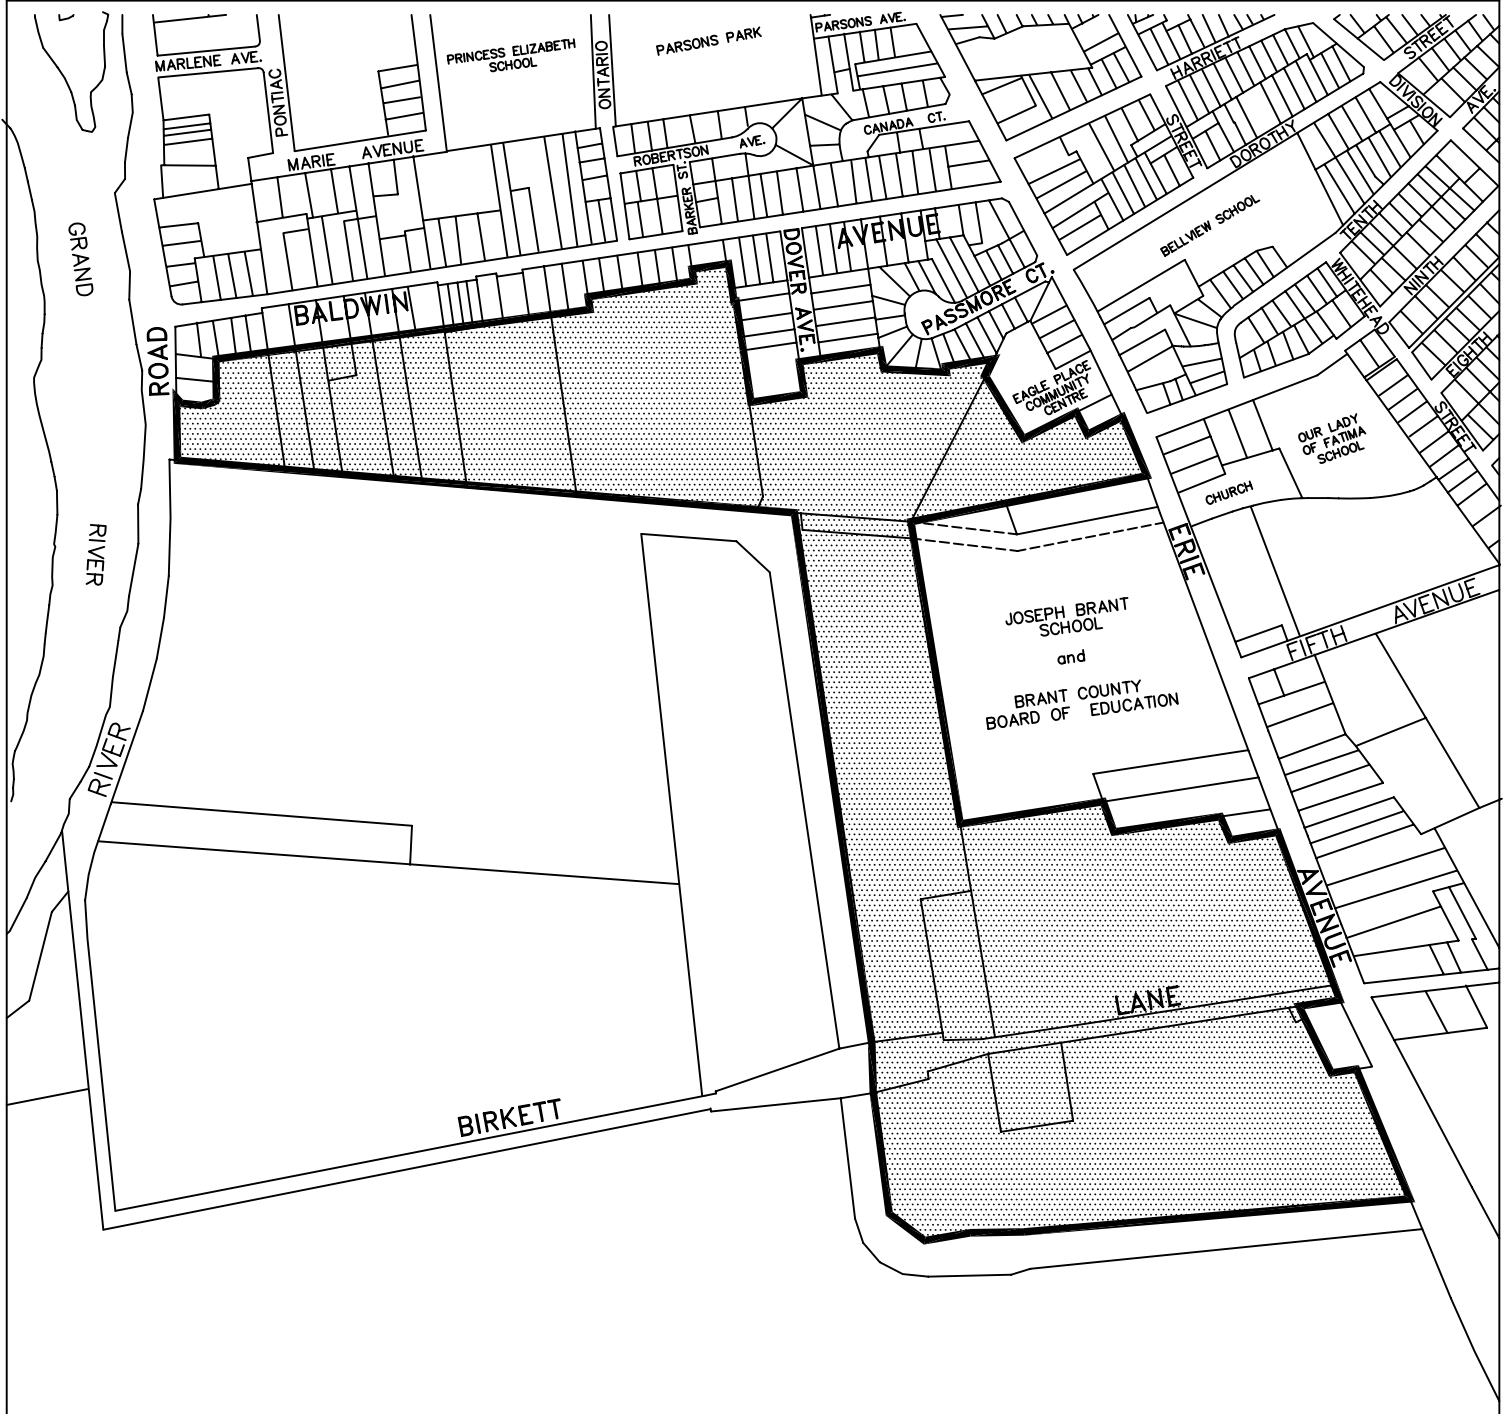 MARLENE AVE.
PONTIAC
PRINCESS ELIZABETH
SCHOOL
ONTARIO
PARSONS PARK
PARSONS AVE.
HARRIETT
STREET
STREET
DIVISION
AVE.
MARIE AVENUE
ROBERTSON AVE.
CANADA CT.
BARKER ST.
DOROTHY
GRAND
RIVER
BALDWIN
AVENUE
DOVER AVE.
PASSMORE CT.
BELLVIEW SCHOOL
TENTH
NINTH
WHITEHEAD
STREET
EIGHTH
ROAD
RIVER
EAGLE PLACE
COMMUNITY
CENTRE
OUR LADY
OF FATIMA
SCHOOL
CHURCH
ERIE
AVENUE
FIFTH AVENUE
JOSEPH BRANT
SCHOOL
and
BRANT COUNTY
BOARD OF EDUCATION
BIRKETT
LANE